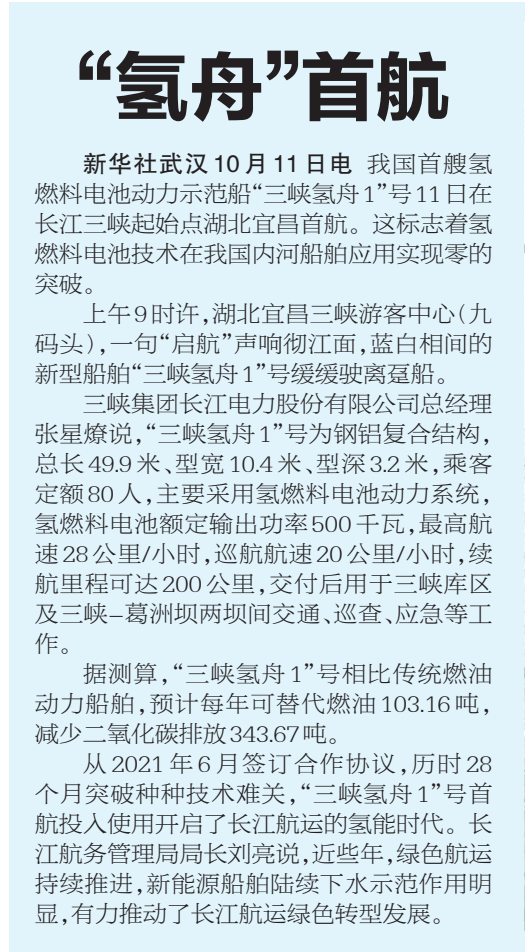 “氢舟”首航
新华社武汉10月11日电 我国首艘氢
燃料电池动力示范船“三峡氢舟1”号11日在
长江三峡起始点湖北宜昌首航。这标志着氢
燃料电池技术在我国内河船舶应用实现零的
突破。
上午9时许,湖北宜昌三峡游客中心(九
码头),一句“启航”声响彻江面,蓝白相间的
新型船舶“三峡氢舟1”号缓缓驶离趸船。
三峡集团长江电力股份有限公司总经理
张星燎说,“三峡氢舟1”号为钢铝复合结构,
总长49.9米、型宽10.4米、型深3.2米,乘客
定额80人,主要采用氢燃料电池动力系统,
氢燃料电池额定输出功率500千瓦,最高航
速28公里/小时,巡航航速20公里/小时,续
航里程可达200公里,交付后用于三峡库区
及三峡–葛洲坝两坝间交通、巡查、应急等工
作。
据测算,“三峡氢舟1”号相比传统燃油
动力船舶,预计每年可替代燃油103.16吨,
减少二氧化碳排放343.67吨。
从2021年6月签订合作协议,历时28
个月突破种种技术难关,“三峡氢舟1”号首
航投入使用开启了长江航运的氢能时代。长
江航务管理局局长刘亮说,近些年,绿色航运
持续推进,新能源船舶陆续下水示范作用明
显,有力推动了长江航运绿色转型发展。